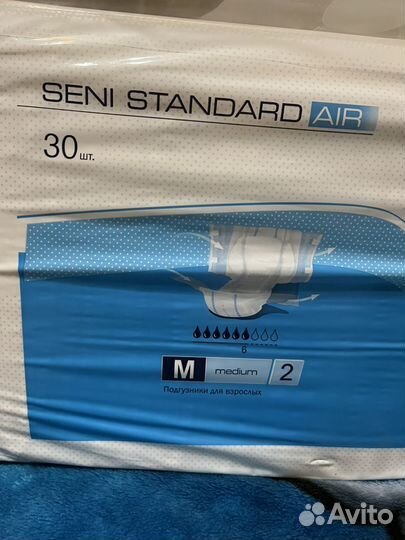 SENI STANDARD AIR
30 шт.
6
M medium 2
Подгузники для взрослых
Avito